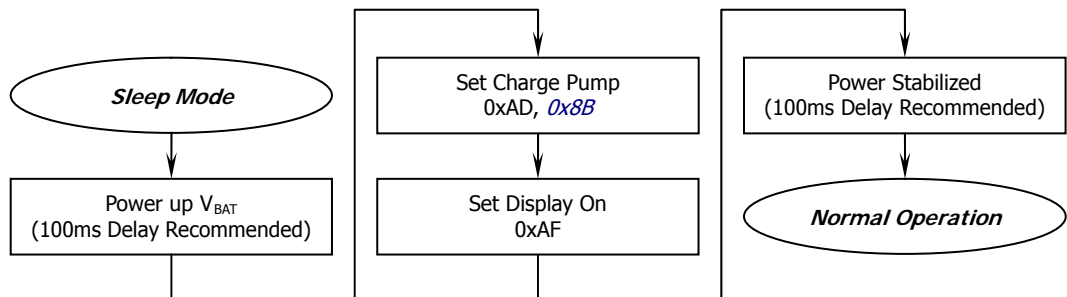 Sleep Mode
Power up VBAT
(100ms Delay Recommended)
Set Charge Pump
0xAD, 0x8B
Set Display On
0xAF
Power Stabilized
(100ms Delay Recommended)
Normal Operation